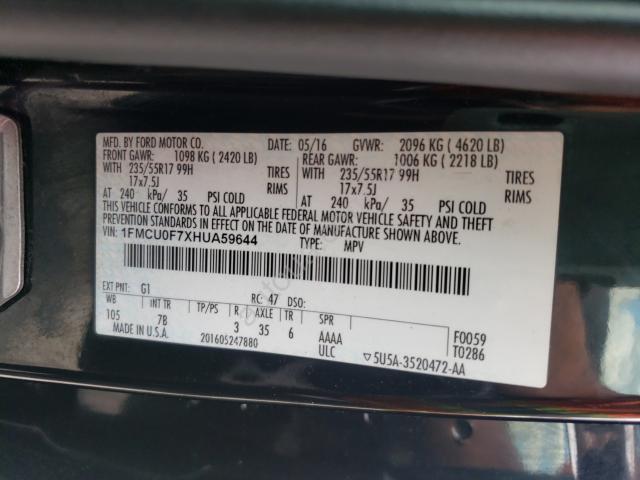 MFD. BY FORD MOTOR CO. DATE: 05/16 GVWR: 2096 KG ( 4620 LB)
FRONT GAWR: 1098 KG ( 2420 LB) REAR GAWR: 1006 KG ( 2218 LB)
WITH 235/55R17 99H TIRES WITH 235/55R17 99H TIRES
17x7.5J RIMS 17x7.5J RIMS
AT 240 kPa/ 35 PSI COLD AT 240 kPa/ 35 PSI COLD
THIS VEHICLE CONFORMS TO ALL APPLICABLE FEDERAL MOTOR VEHICLE SAFETY AND BUMPER STANDARDS IN EFFECT ON THE DATE OF MANUFACTURE SHOWN ABOVE.
VIN: 1FMCU0F7XHUA59644 TYPE: MPV
EXT PNT: G1 RC: 47 DSO:
WB INT TR TP/PS R AXLE TR SPR
105 7B 3 35 6 AAAA F0059
MADE IN U.S.A. 201605247880 ULC T0286
▽5U5A-3520472-AA